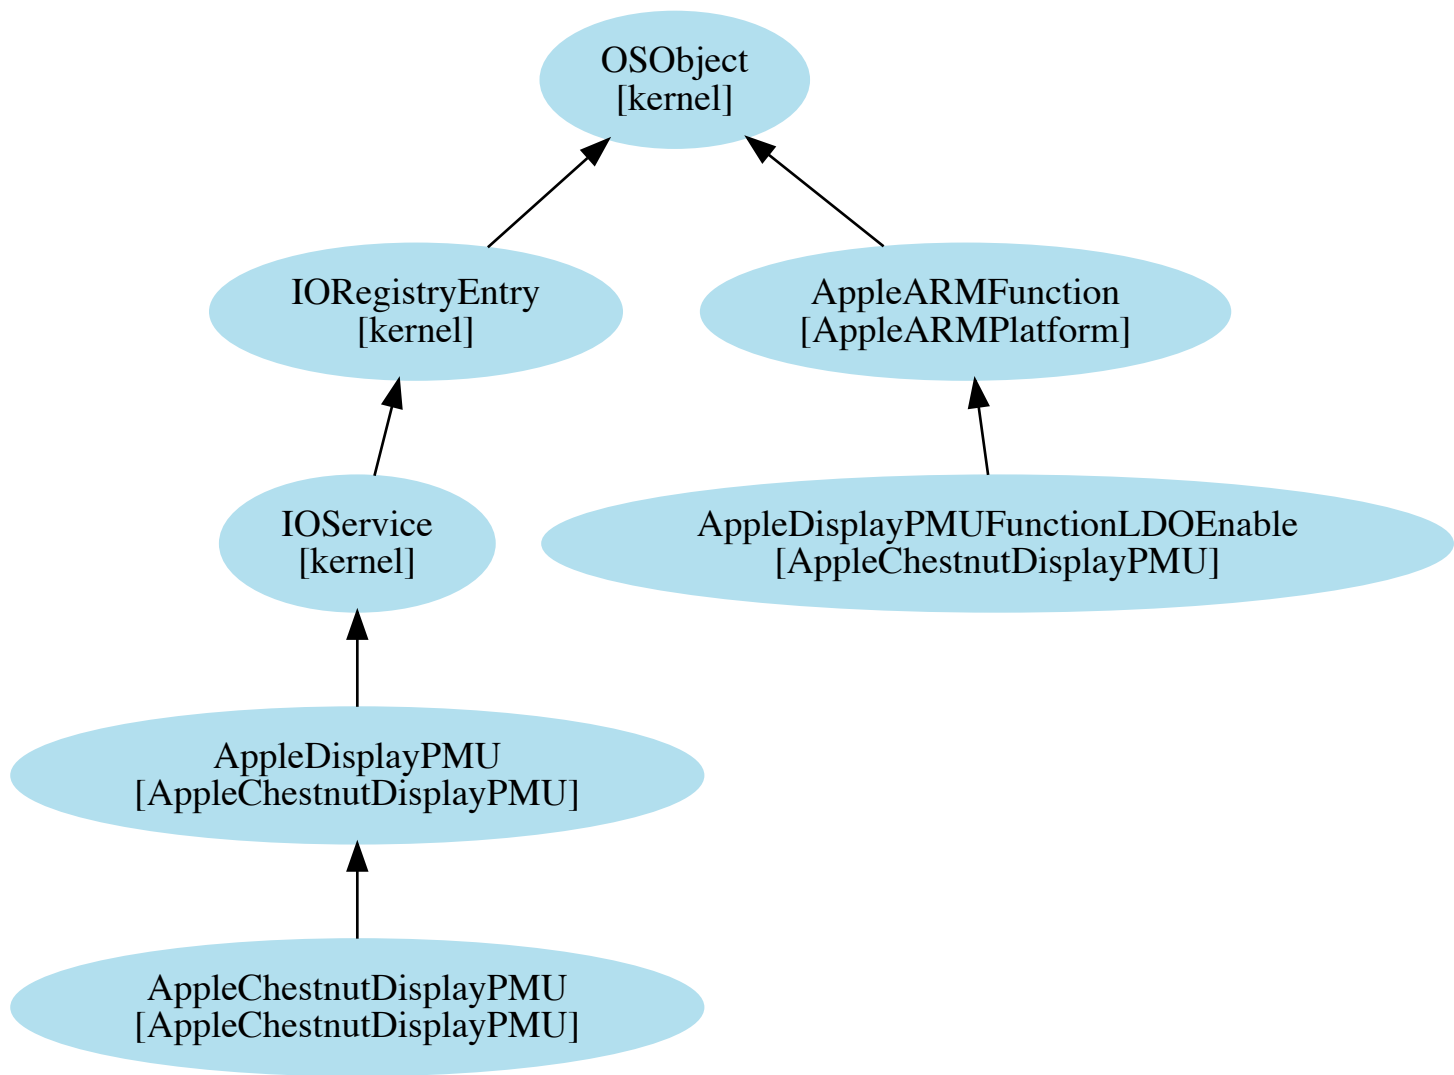 OSObject
[kernel]
IORegistryEntry
[kernel]
AppleARMFunction
[AppleARMPlatform]
IOService
[kernel]
AppleDisplayPMUFunctionLDOEnable
[AppleChestnutDisplayPMU]
AppleDisplayPMU
[AppleChestnutDisplayPMU]
AppleChestnutDisplayPMU
[AppleChestnutDisplayPMU]